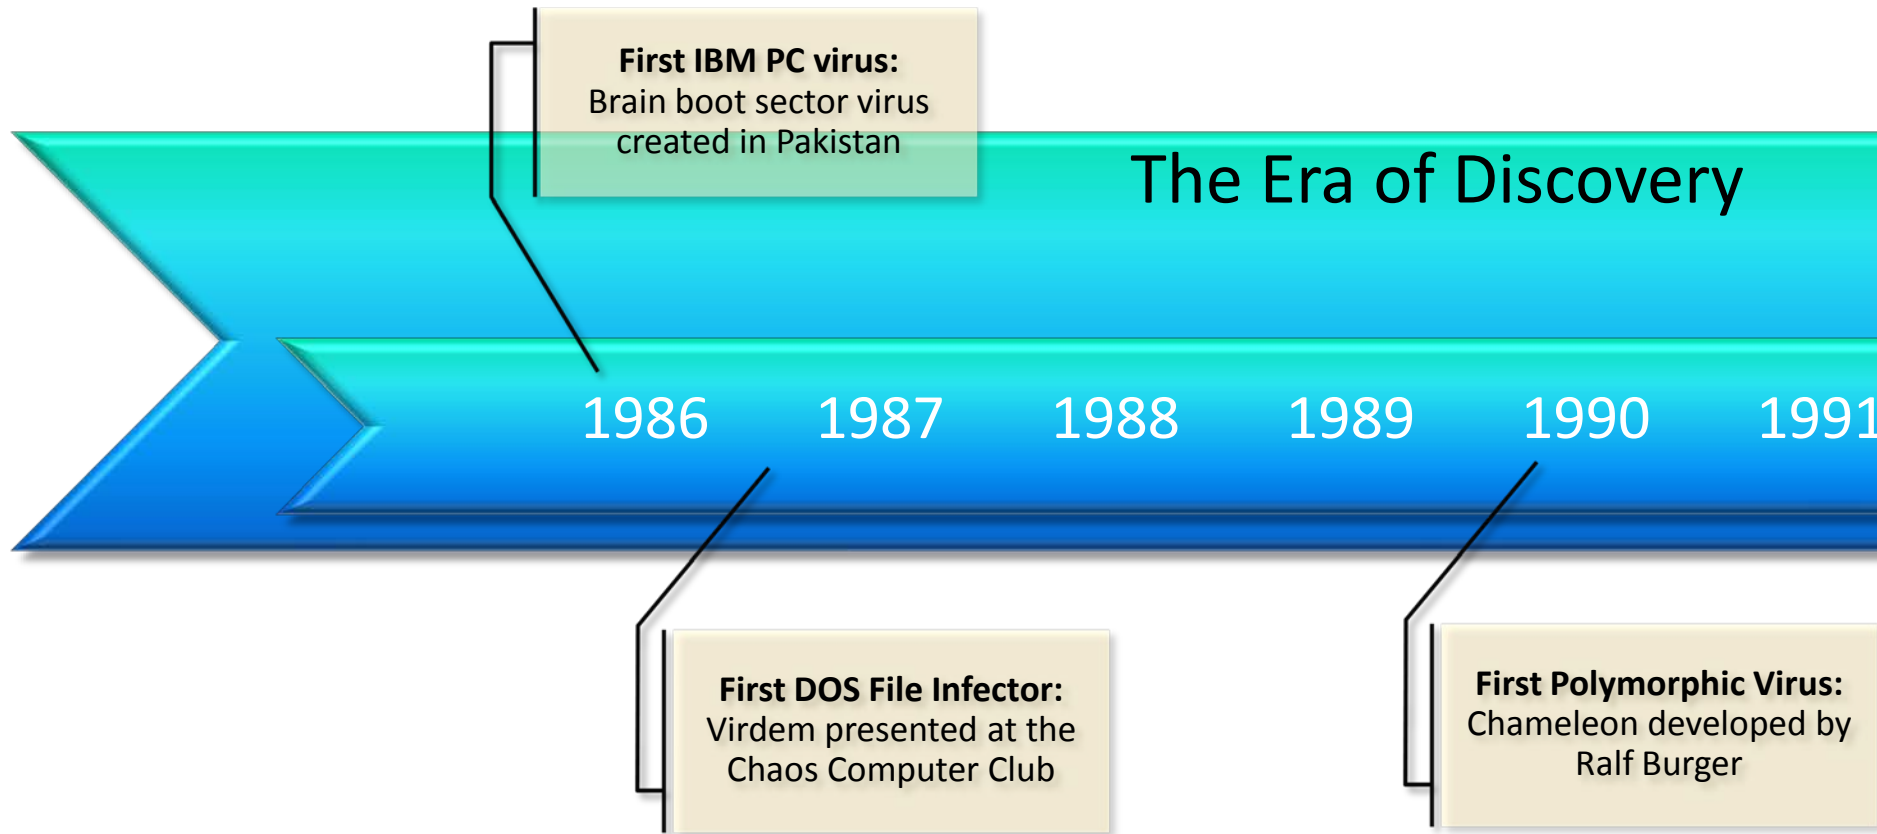 First IBM PC virus:
Brain boot sector virus
created in Pakistan
The Era of Discovery
1986 1987 1988 1989 1990 1991
First DOS File Infector:
Virdem presented at the
Chaos Computer Club
First Polymorphic Virus:
Chameleon developed by
Ralf Burger